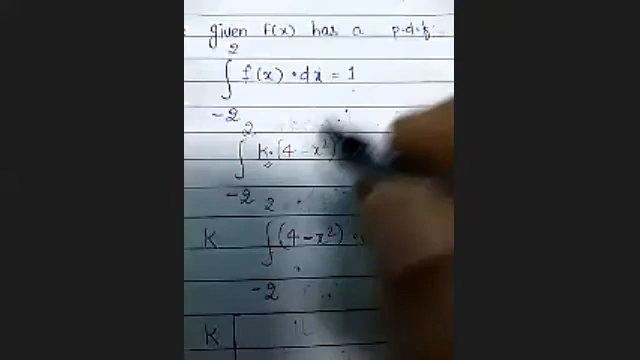 given f(x) has a p.d.f
2
∫ f(x) · dx = 1
-2
2
∫ K · (4 - x²)
-2
2
K ∫ (4 - x²) ·
-2
K